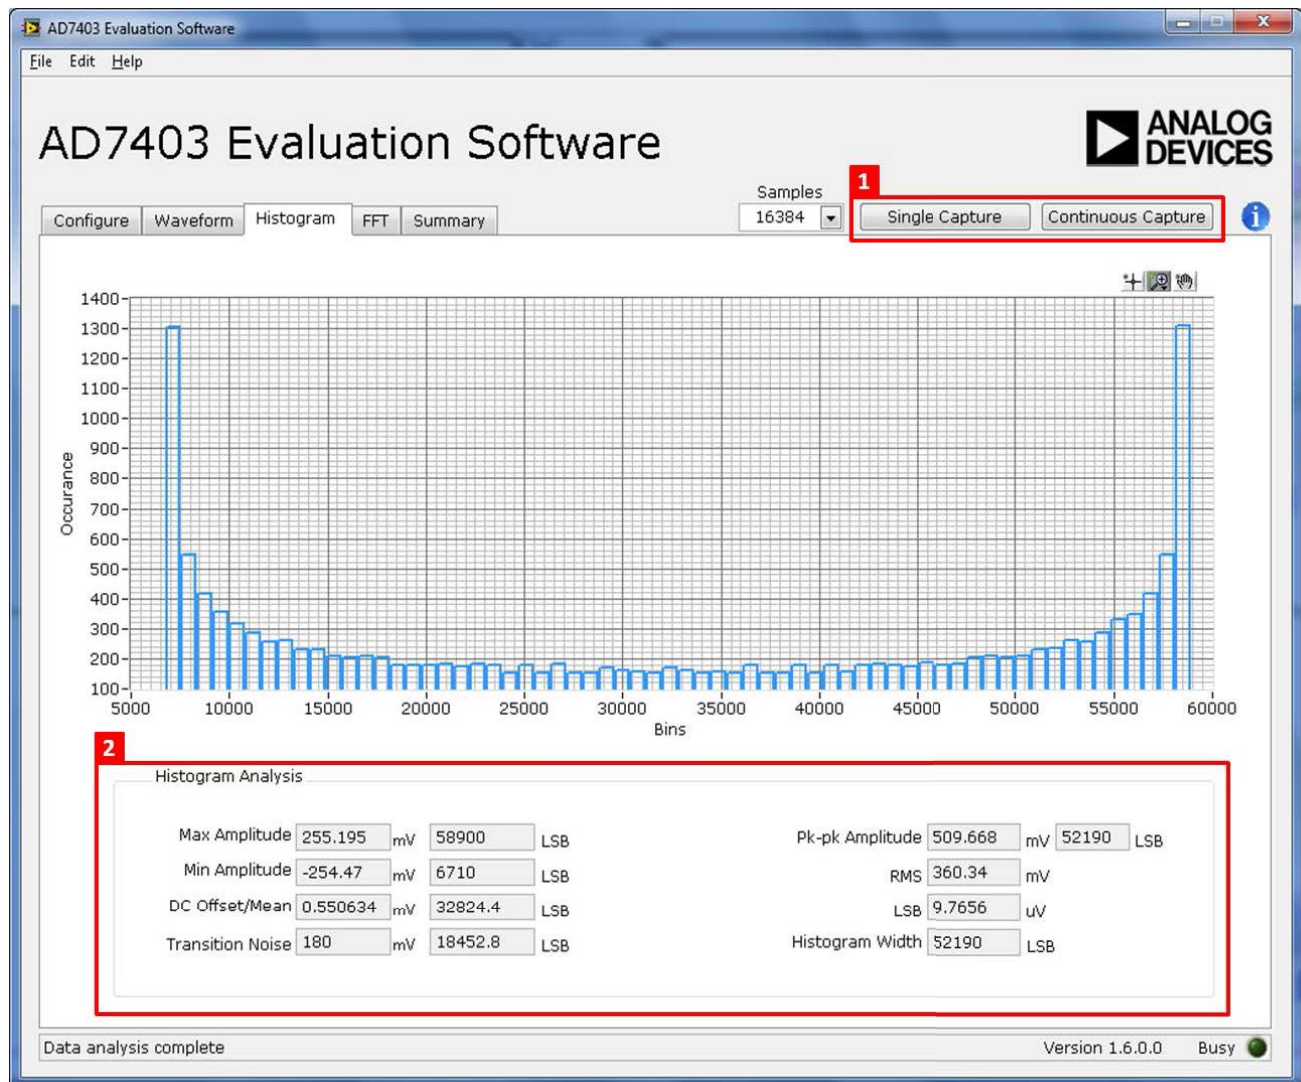 AD7403 Evaluation Software
File Edit Help
AD7403 Evaluation Software
ANALOG
DEVICES
Samples
1
Configure Waveform Histogram FFT Summary 16384 Single Capture Continuous Capture i
1400
1300
1200
1100
1000
900
800
700
600
500
400
300
200
100
Occurance
5000 10000 15000 20000 25000 30000 35000 40000 45000 50000 55000 60000
Bins
2
Histogram Analysis
Max Amplitude 255.195 mV 58900 LSB Pk-pk Amplitude 509.668 mV 52190 LSB
Min Amplitude -254.47 mV 6710 LSB RMS 360.34 mV
DC Offset/Mean 0.550634 mV 32824.4 LSB LSB 9.7656 uV
Transition Noise 180 mV 18452.8 LSB Histogram Width 52190 LSB
Data analysis complete Version 1.6.0.0 Busy